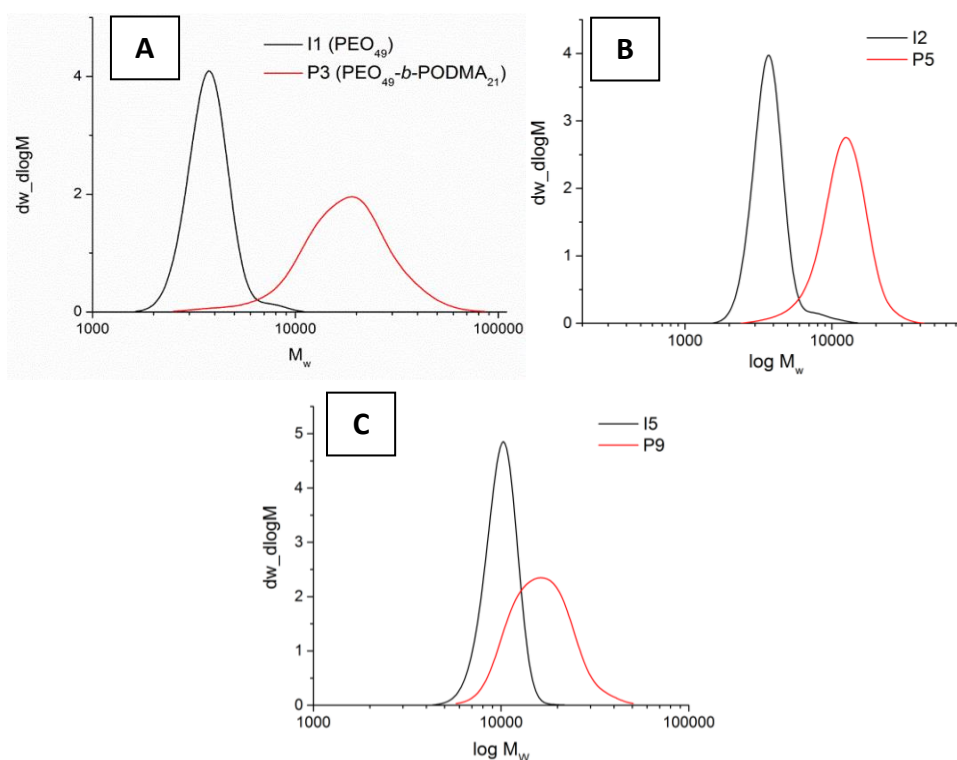 A
I1 (PEO49)
P3 (PEO49-b-PODMA21)
dw_dlogM
4
2
0
1000
10000
100000
Mw
B
I2
P5
dw_dlogM
4
3
2
1
0
1000
10000
log Mw
C
I5
P9
dw_dlogM
5
4
3
2
1
0
1000
10000
100000
log Mw